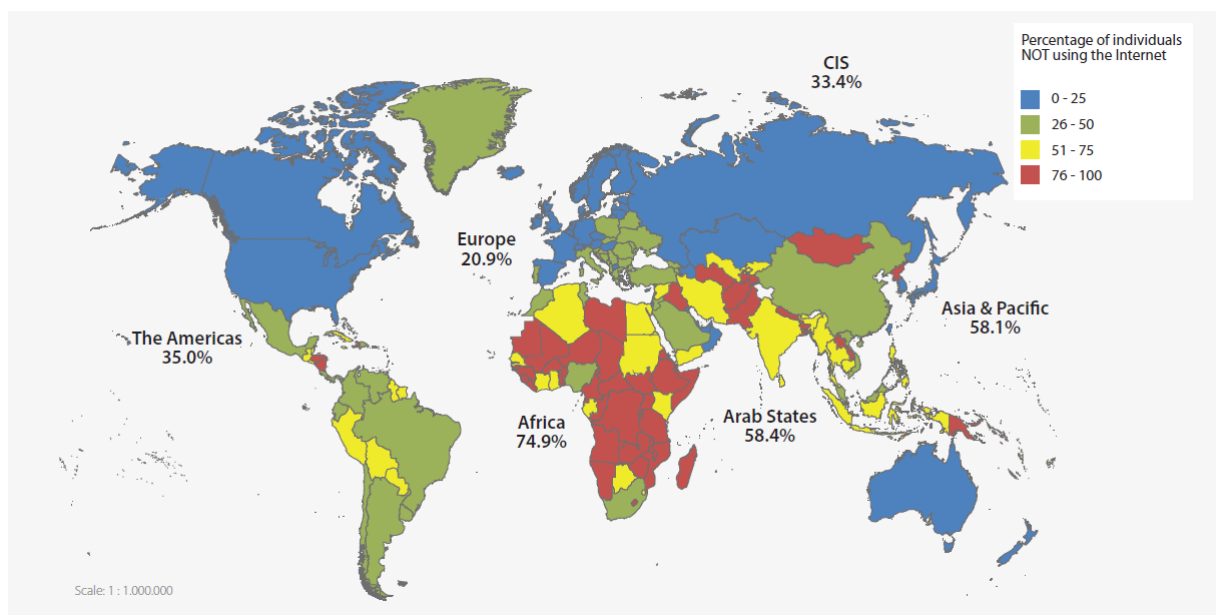 Percentage of individuals
NOT using the Internet
0 - 25
26 - 50
51 - 75
76 - 100
CIS
33.4%
Europe
20.9%
The Americas
35.0%
Asia & Pacific
58.1%
Africa
74.9%
Arab States
58.4%
Scale: 1 : 1.000.000